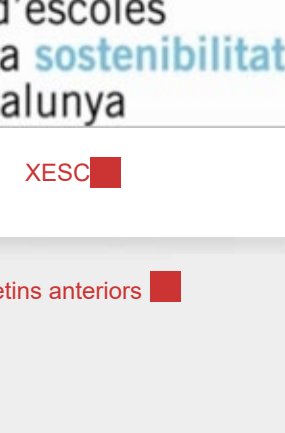 d'escoles
a sostenibilitat
alunya
XESC
etins anteriors